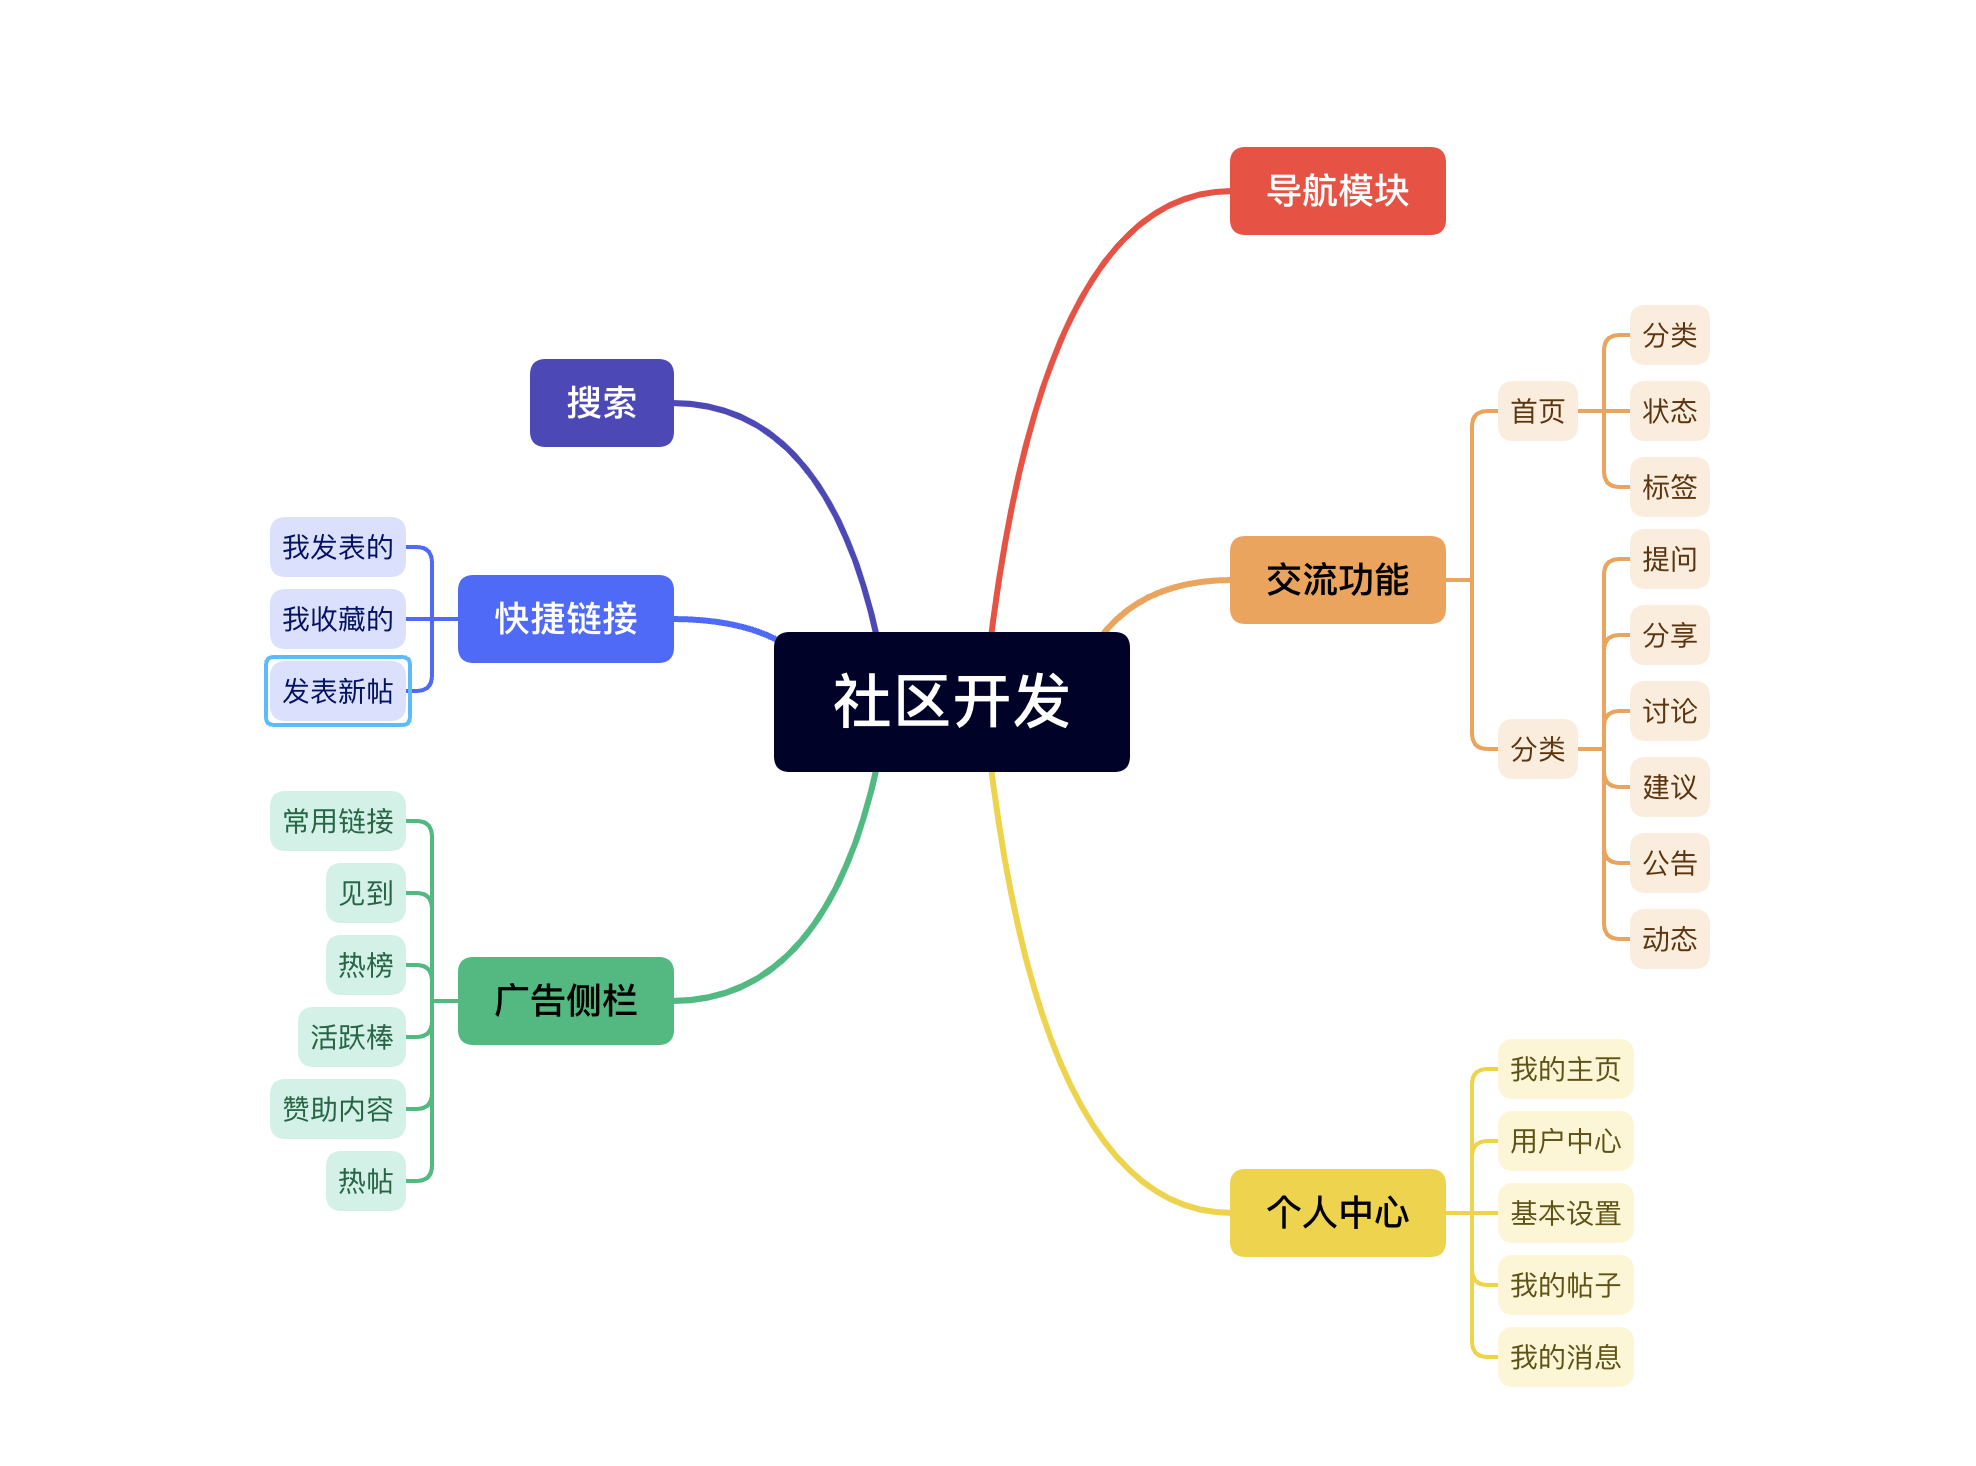 社区开发
导航模块
交流功能
首页
分类
状态
标签
分类
提问
分享
讨论
建议
公告
动态
个人中心
我的主页
用户中心
基本设置
我的帖子
我的消息
搜索
快捷链接
我发表的
我收藏的
发表新帖
广告侧栏
常用链接
见到
热榜
活跃棒
赞助内容
热帖